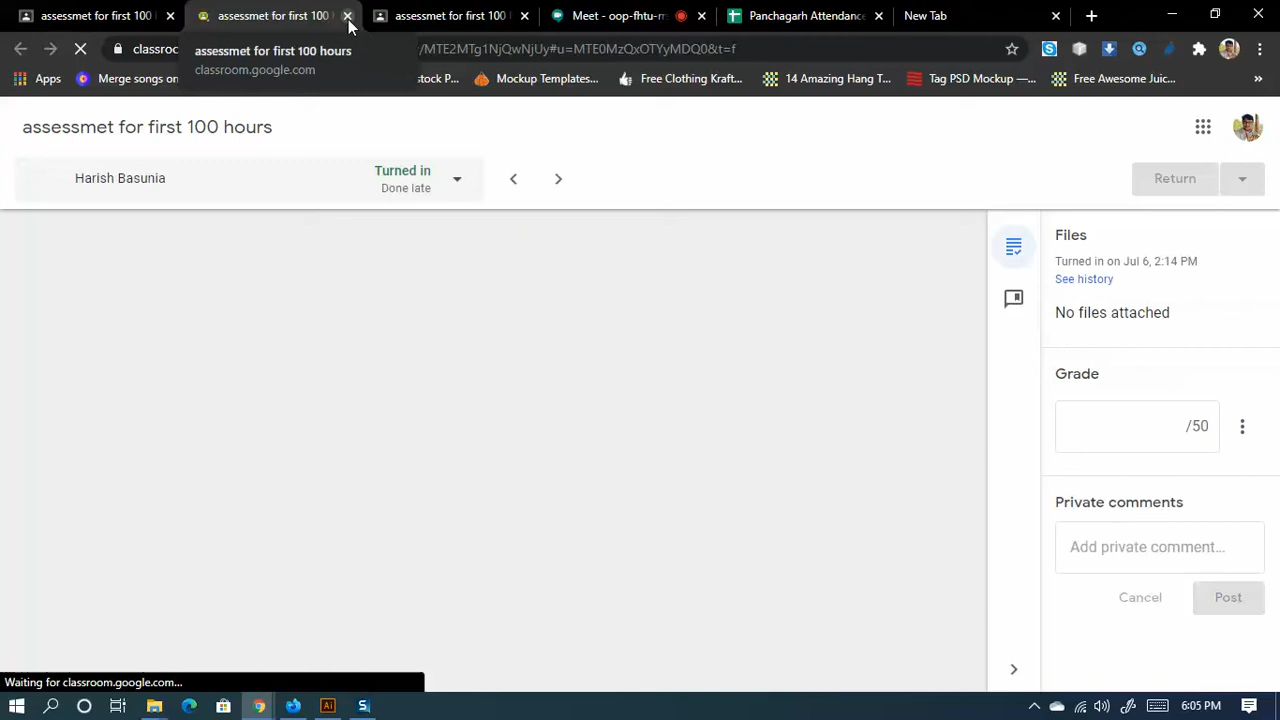 assessmet for first 100
assessmet for first 100
assessmet for first 100
Meet - oop-fhtu-m
Panchagarh Attendanc
New Tab
classroo
/MTE2MTg1NjQwNjUy#u=MTE0MzQxOTYyMDQ0&t=f
assessmet for first 100 hours
classroom.google.com
Apps
Merge songs on
tock P...
Mockup Templates...
Free Clothing Kraft...
14 Amazing Hang T...
Tag PSD Mockup —...
Free Awesome Juic...
»
assessmet for first 100 hours
Harish Basunia
Turned in
Done late
Return
Files
Turned in on Jul 6, 2:14 PM
See history
No files attached
Grade
/50
Private comments
Add private comment...
Cancel
Post
Waiting for classroom.google.com...
6:05 PM